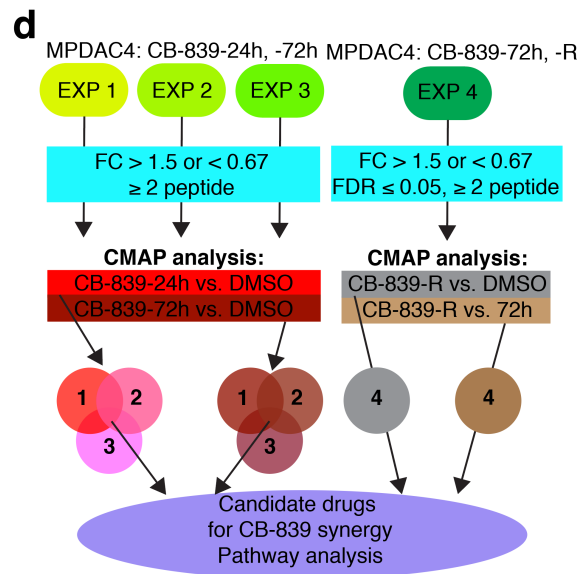 d
MPDAC4: CB-839-24h, -72h
MPDAC4: CB-839-72h, -R
EXP 1
EXP 2
EXP 3
EXP 4
FC > 1.5 or < 0.67
≥ 2 peptide
FC > 1.5 or < 0.67
FDR ≤ 0.05, ≥ 2 peptide
CMAP analysis:
CB-839-24h vs. DMSO
CB-839-72h vs. DMSO
CMAP analysis:
CB-839-R vs. DMSO
CB-839-R vs. 72h
1
2
3
1
2
3
4
4
Candidate drugs
for CB-839 synergy
Pathway analysis